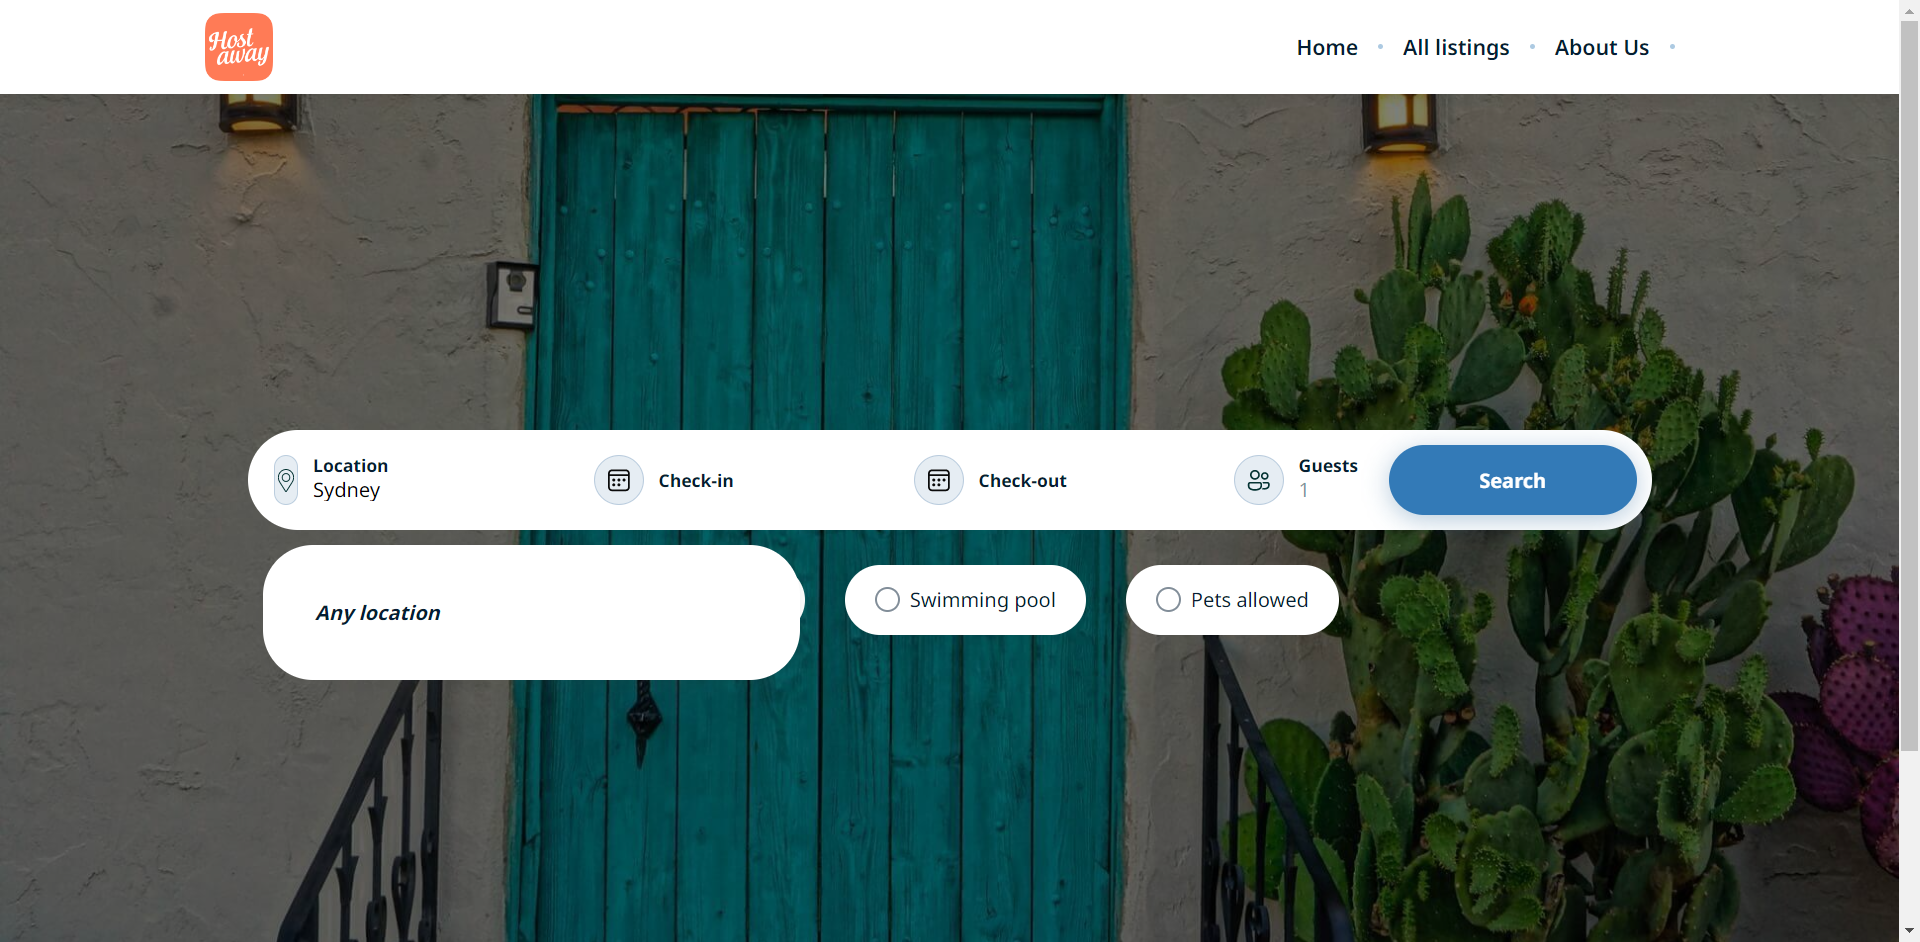 Host
away
Home
All listings
About Us
Location
Sydney
Check-in
Check-out
Guests
1
Search
Any location
Swimming pool
Pets allowed